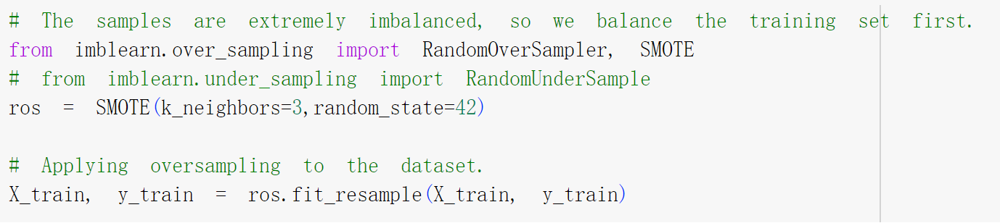 # The samples are extremely imbalanced, so we balance the training set first.
from imblearn.over_sampling import RandomOverSampler, SMOTE
# from imblearn.under_sampling import RandomUnderSample
ros = SMOTE(k_neighbors=3,random_state=42)
# Applying oversampling to the dataset.
X_train, y_train = ros.fit_resample(X_train, y_train)